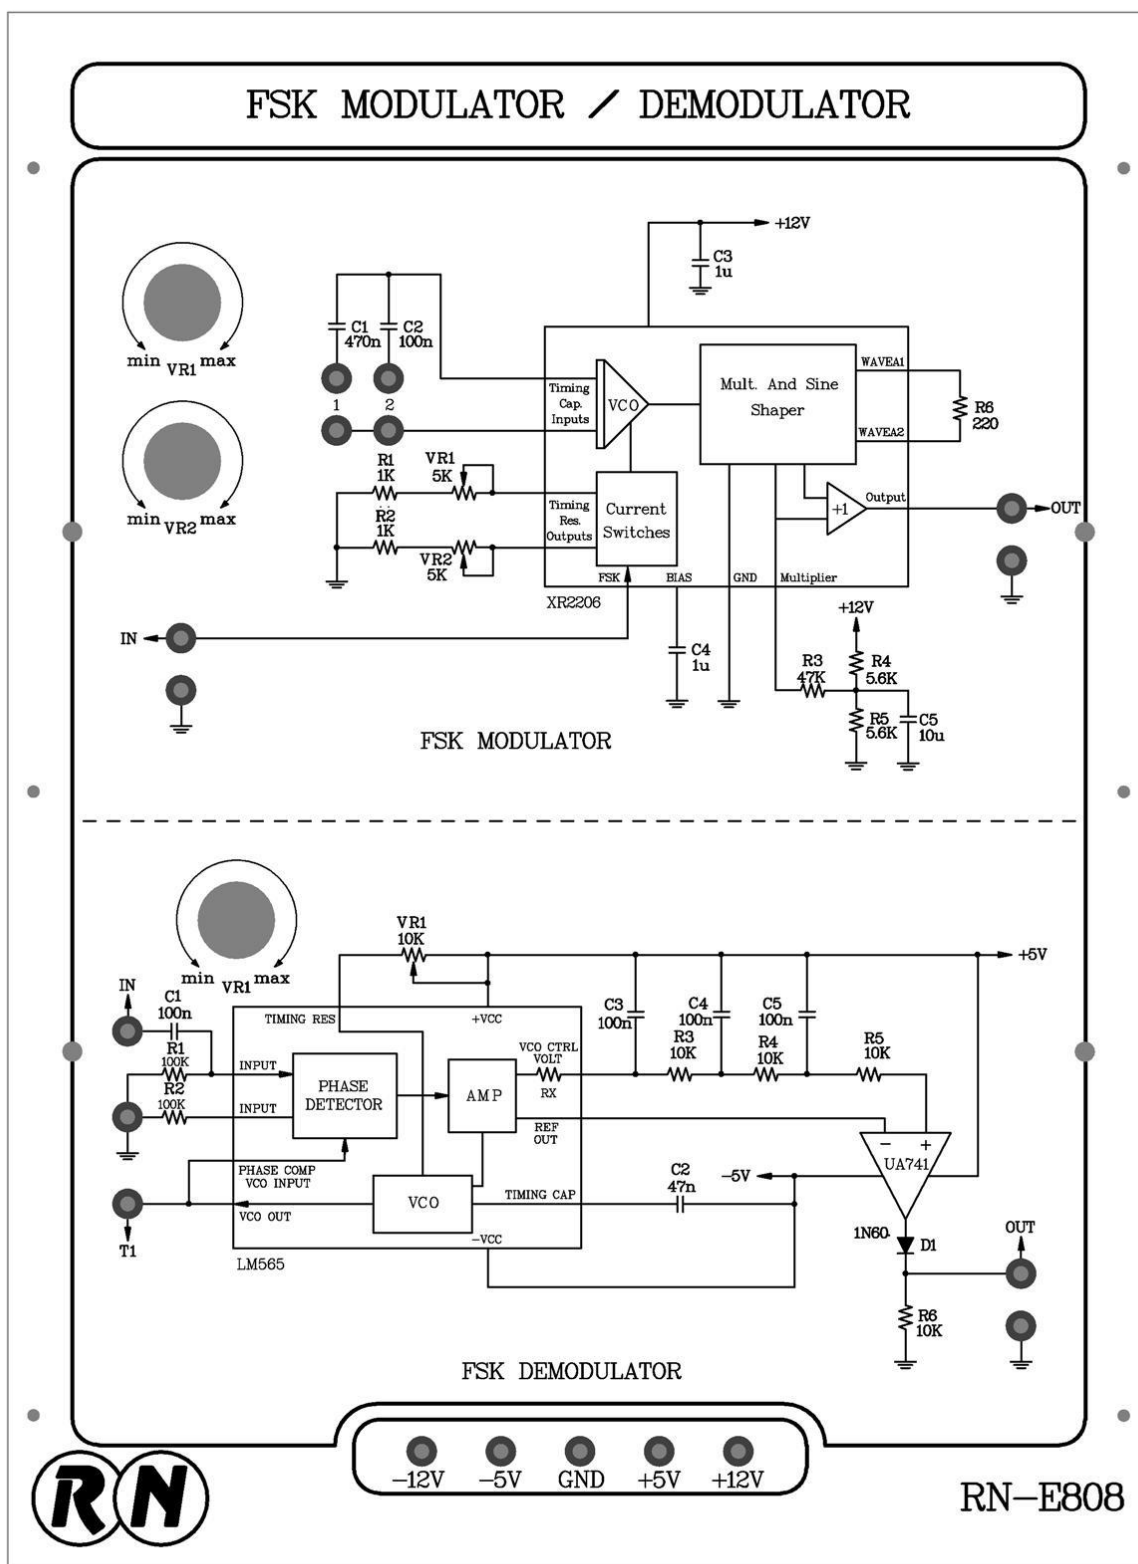 FSK MODULATOR / DEMODULATOR
+12V
C3
1u
C1
470n
C2
100n
min VR1 max
1
2
Timing
Cap.
Inputs
VCO
Mult. And Sine
Shaper
WAVEA1
WAVEA2
R6
220
min VR2 max
R1
1K
VR1
5K
R2
1K
VR2
5K
Timing
Res.
Outputs
Current
Switches
+1
Output
OUT
FSK
BIAS
GND
Multiplier
XR2206
IN
C4
1u
+12V
R3
47K
R4
5.6K
R5
5.6K
C5
10u
FSK MODULATOR
min VR1 max
VR1
10K
+5V
IN
C1
100n
R1
100K
R2
100K
TIMING RES
+VCC
C3
100n
C4
100n
C5
100n
R3
10K
R4
10K
R5
10K
INPUT
INPUT
PHASE
DETECTOR
AMP
VCO CTRL
VOLT
RX
REF
OUT
− +
UA741
PHASE COMP
VCO INPUT
VCO
VCO OUT
TIMING CAP
−VCC
C2
47n
−5V
T1
LM565
1N60
D1
OUT
R6
10K
FSK DEMODULATOR
−12V −5V GND +5V +12V
RN
RN−E808